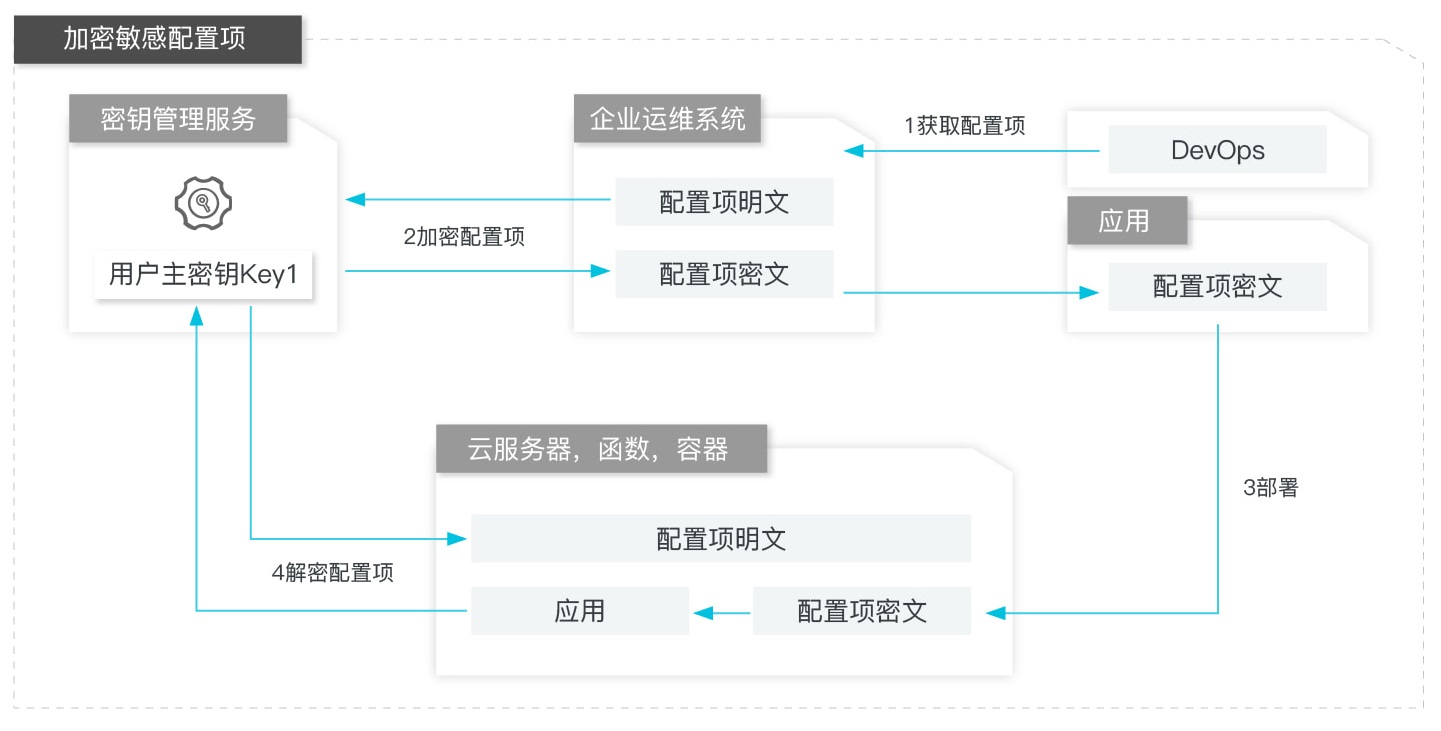 加密敏感配置项
密钥管理服务
用户主密钥Key1
企业运维系统
配置项明文
配置项密文
1获取配置项
DevOps
2加密配置项
应用
配置项密文
3部署
云服务器，函数，容器
配置项明文
4解密配置项
应用
配置项密文